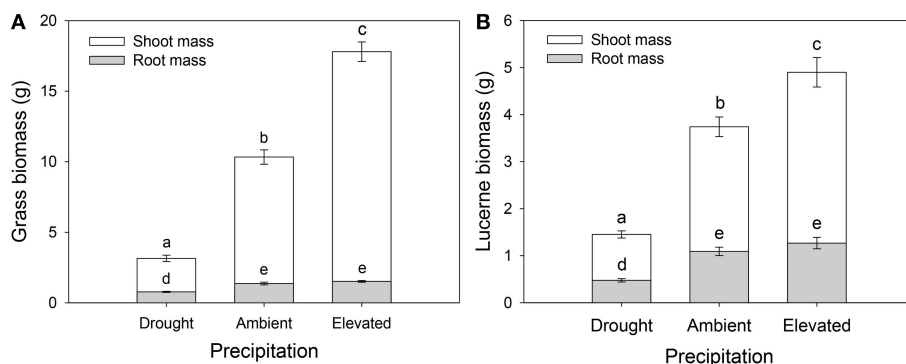 A
Grass biomass (g)
20
15
10
5
0
Shoot mass
Root mass
a
d
b
e
c
e
Drought
Ambient
Elevated
Precipitation
B
Lucerne biomass (g)
6
5
4
3
2
1
0
Shoot mass
Root mass
a
d
b
e
c
e
Drought
Ambient
Elevated
Precipitation